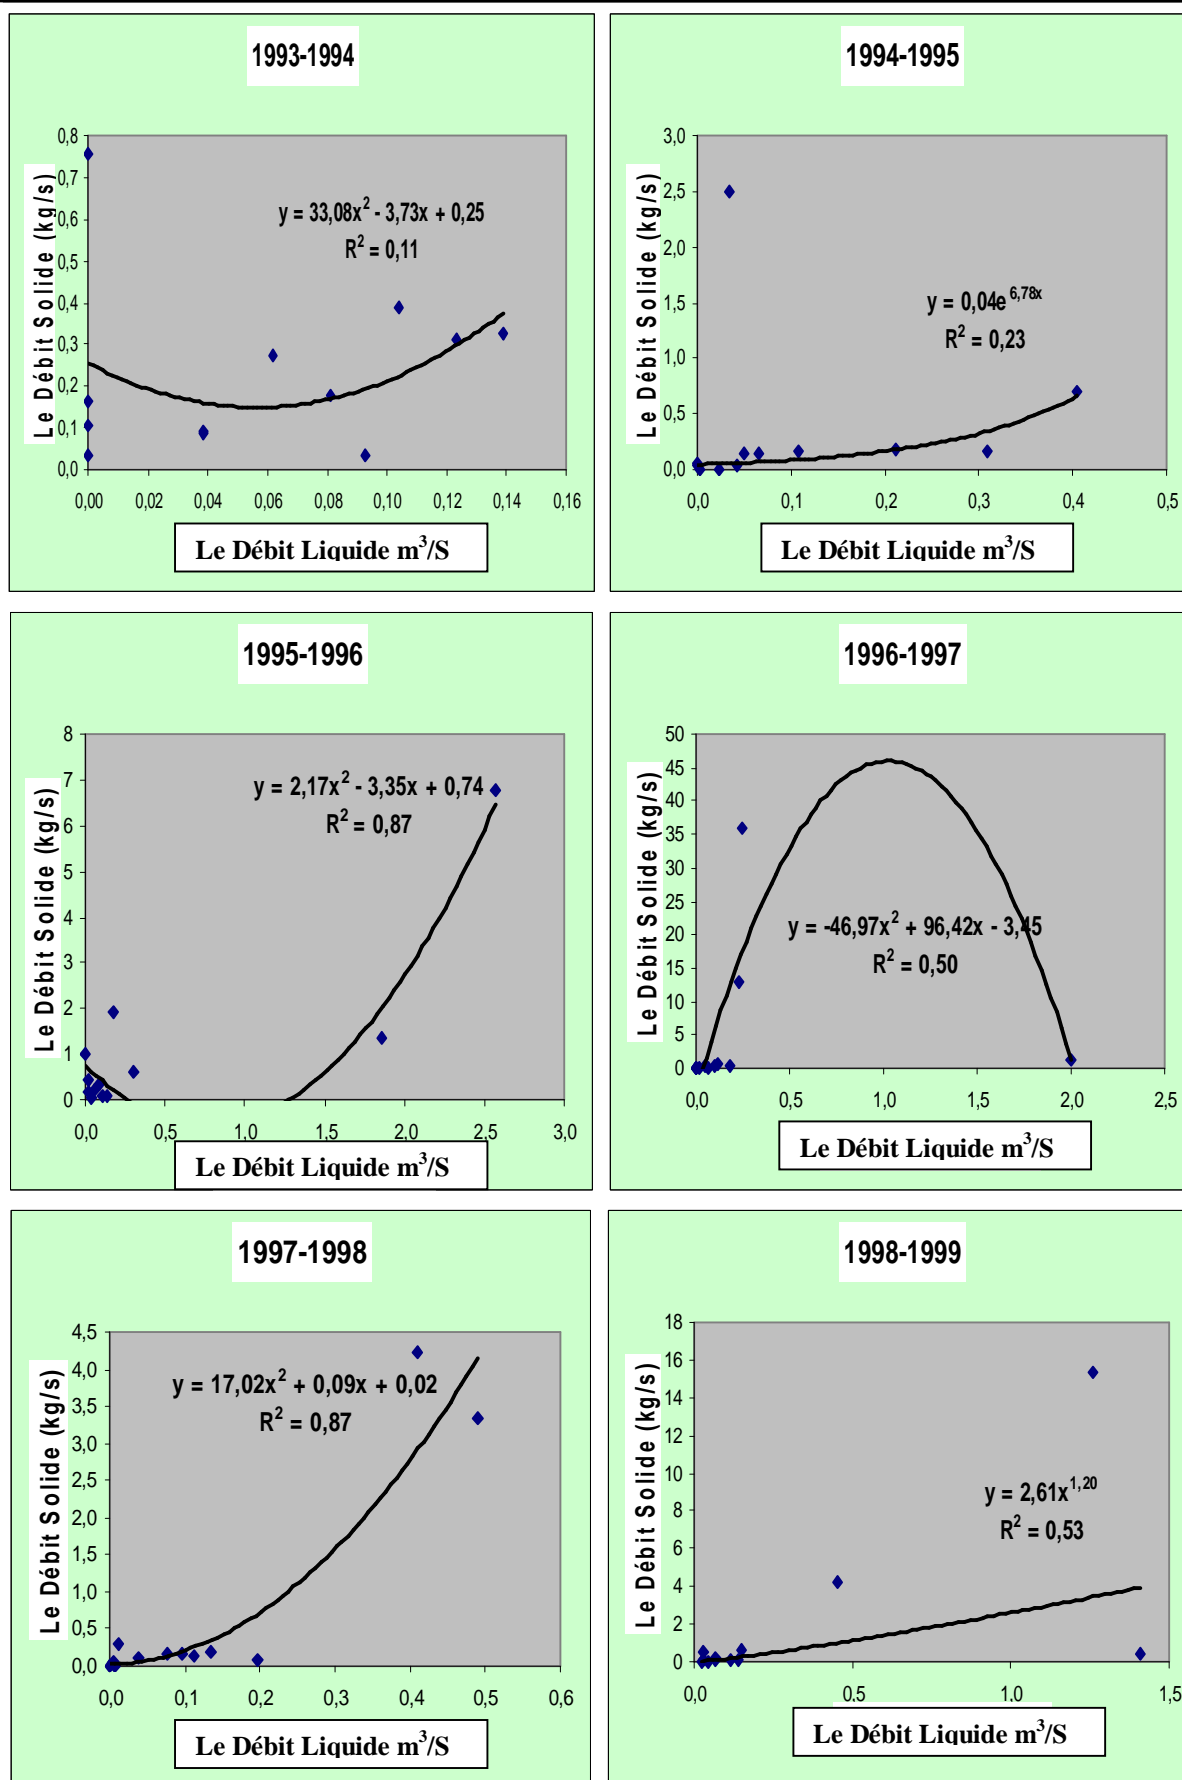 1993-1994
Le Débit Solide (kg/s)
0,8
0,7
0,6
0,5
0,4
0,3
0,2
0,1
0,0
y = 33,08x² - 3,73x + 0,25
R² = 0,11
0,00 0,02 0,04 0,06 0,08 0,10 0,12 0,14 0,16
Le Débit Liquide m³/S
1994-1995
Le Débit Solide (kg/s)
3,0
2,5
2,0
1,5
1,0
0,5
0,0
y = 0,04e^6,78x
R² = 0,23
0,0 0,1 0,2 0,3 0,4 0,5
Le Débit Liquide m³/S
1995-1996
Le Débit Solide (kg/s)
8
7
6
5
4
3
2
1
0
y = 2,17x² - 3,35x + 0,74
R² = 0,87
0,0 0,5 1,0 1,5 2,0 2,5 3,0
Le Débit Liquide m³/S
1996-1997
Le Débit Solide (kg/s)
50
45
40
35
30
25
20
15
10
5
0
y = -46,97x² + 96,42x - 3,45
R² = 0,50
0,0 0,5 1,0 1,5 2,0 2,5
Le Débit Liquide m³/S
1997-1998
Le Débit Solide (kg/s)
4,5
4,0
3,5
3,0
2,5
2,0
1,5
1,0
0,5
0,0
y = 17,02x² + 0,09x + 0,02
R² = 0,87
0,0 0,1 0,2 0,3 0,4 0,5 0,6
Le Débit Liquide m³/S
1998-1999
Le Débit Solide (kg/s)
18
16
14
12
10
8
6
4
2
0
y = 2,61x^1,20
R² = 0,53
0,0 0,5 1,0 1,5
Le Débit Liquide m³/S